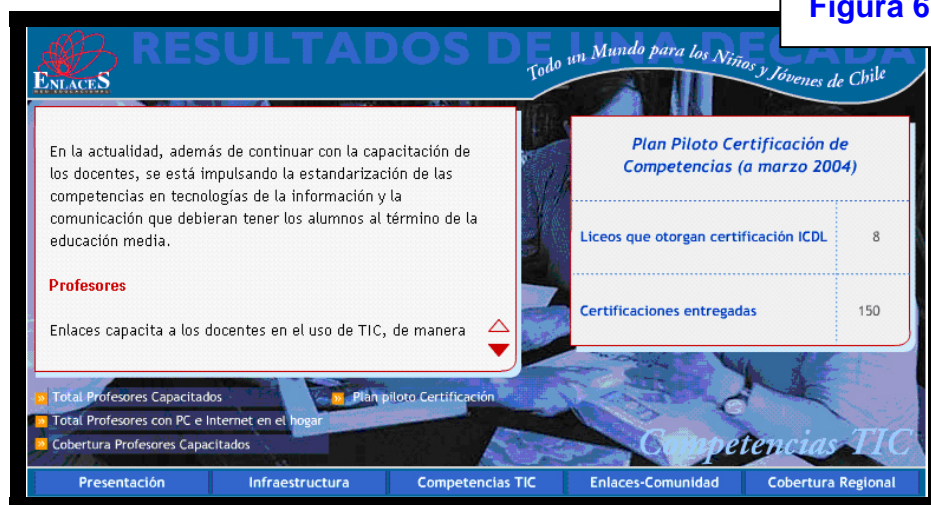 Figura 6
RESULTADOS DE UNA DECADA
Todo un Mundo para los Niños y Jóvenes de Chile
ENLACES
RED EDUCACIONAL
En la actualidad, además de continuar con la capacitación de
los docentes, se está impulsando la estandarización de las
competencias en tecnologías de la información y la
comunicación que debieran tener los alumnos al término de la
educación media.
Profesores
Enlaces capacita a los docentes en el uso de TIC, de manera
Plan Piloto Certificación de
Competencias (a marzo 2004)
Liceos que otorgan certificación ICDL 8
Certificaciones entregadas 150
Total Profesores Capacitados
Plan piloto Certificación
Total Profesores con PC e Internet en el hogar
Cobertura Profesores Capacitados
Competencias TIC
Presentación
Infraestructura
Competencias TIC
Enlaces-Comunidad
Cobertura Regional